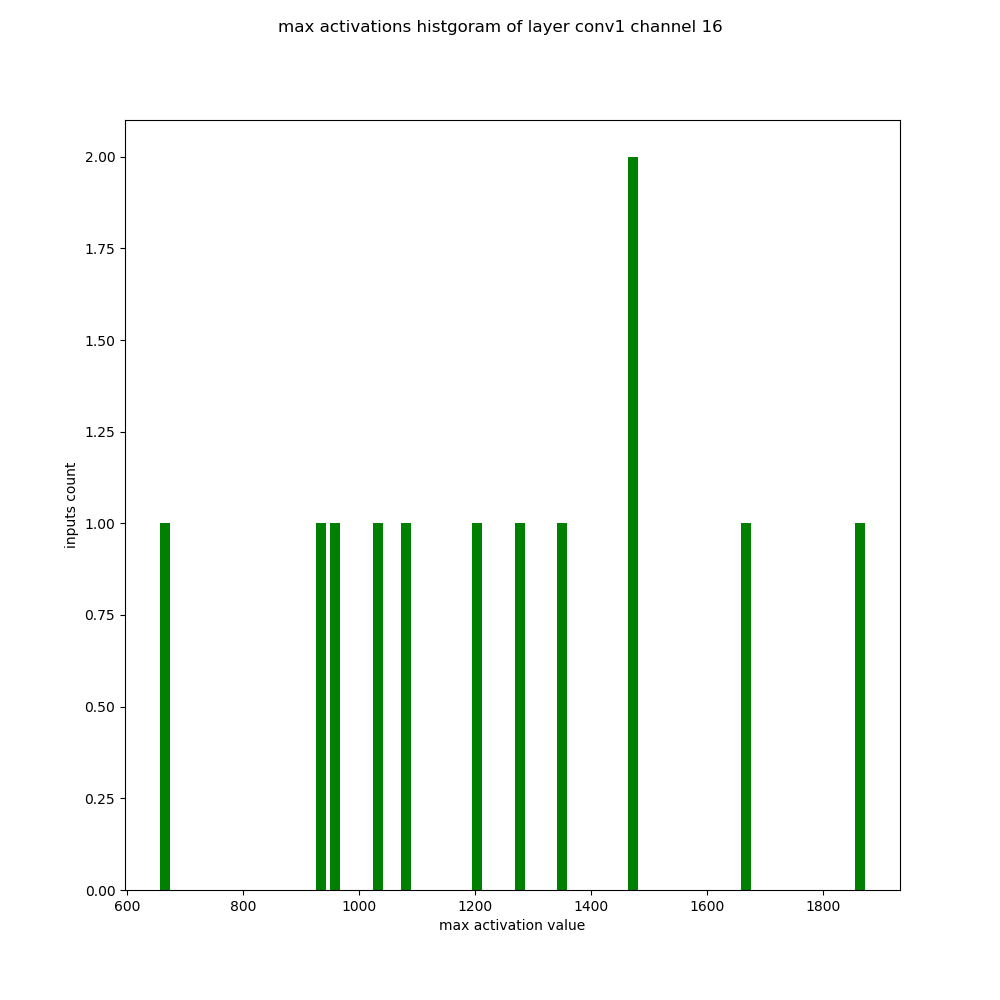 max activations histgoram of layer conv1 channel 16
2.00
1.75
1.50
1.25
1.00
0.75
0.50
0.25
0.00
inputs count
600 800 1000 1200 1400 1600 1800
max activation value